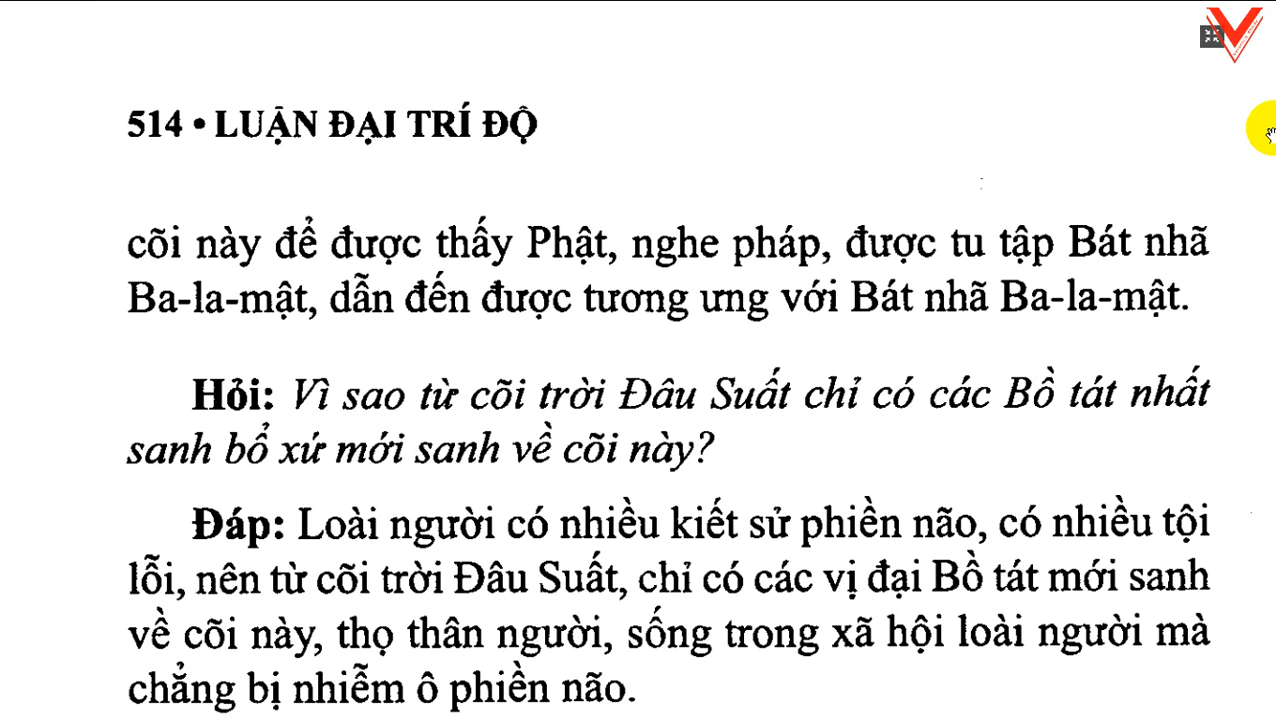 514 • LUẬN ĐẠI TRÍ ĐỘ
cõi này để được thấy Phật, nghe pháp, được tu tập Bát nhã
Ba-la-mật, dẫn đến được tương ưng với Bát nhã Ba-la-mật.
Hỏi: Vì sao từ cõi trời Đâu Suất chỉ có các Bồ tát nhất
sanh bổ xứ mới sanh về cõi này?
Đáp: Loài người có nhiều kiết sử phiền não, có nhiều tội
lỗi, nên từ cõi trời Đâu Suất, chỉ có các vị đại Bồ tát mới sanh
về cõi này, thọ thân người, sống trong xã hội loài người mà
chẳng bị nhiễm ô phiền não.